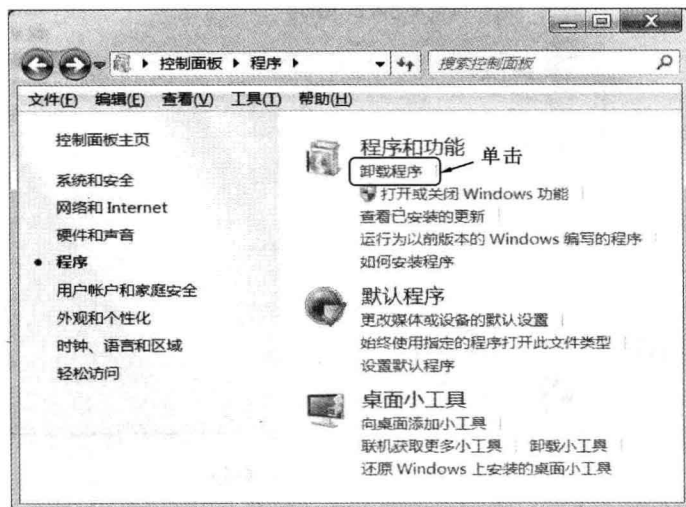 控制面板 ▸ 程序 ▸
搜索控制面板
文件(F) 编辑(E) 查看(V) 工具(T) 帮助(H)
控制面板主页
系统和安全
网络和 Internet
硬件和声音
程序
用户帐户和家庭安全
外观和个性化
时钟、语言和区域
轻松访问
程序和功能
卸载程序
单击
打开或关闭 Windows 功能
查看已安装的更新
运行为以前版本的 Windows 编写的程序
如何安装程序
默认程序
更改媒体或设备的默认设置
始终使用指定的程序打开此文件类型
设置默认程序
桌面小工具
向桌面添加小工具
联机获取更多小工具 卸载小工具
还原 Windows 上安装的桌面小工具